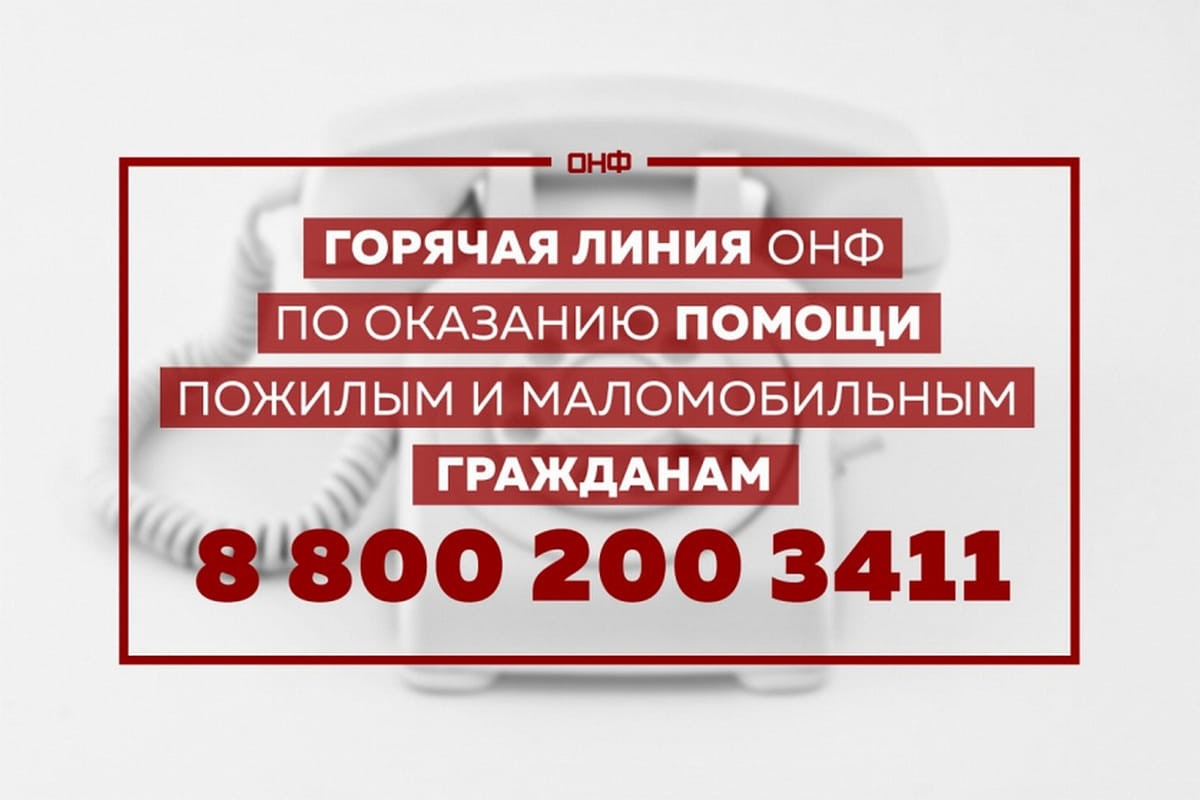 ОНФ
ГОРЯЧАЯ ЛИНИЯ ОНФ
ПО ОКАЗАНИЮ ПОМОЩИ
ПОЖИЛЫМ И МАЛОМОБИЛЬНЫМ
ГРАЖДАНАМ
8 800 200 3411